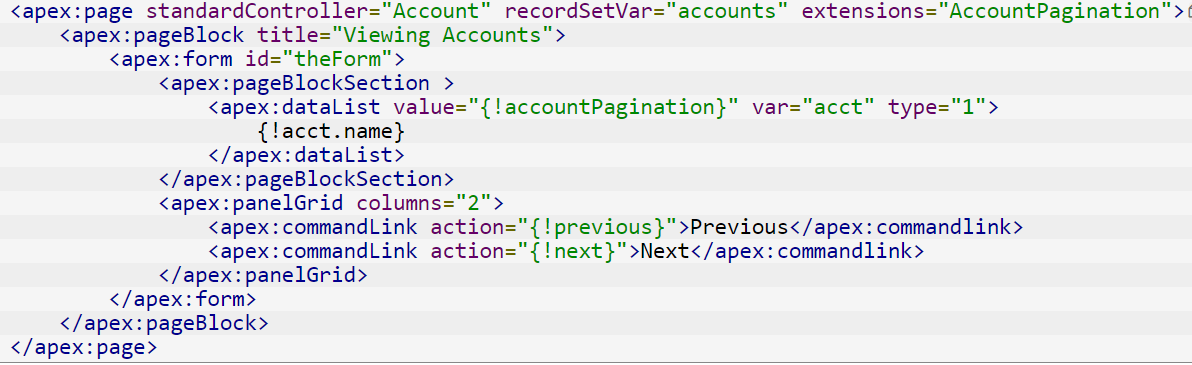 <apex:page standardController="Account" recordSetVar="accounts" extensions="AccountPagination">
<apex:pageBlock title="Viewing Accounts">
<apex:form id="theForm">
<apex:pageBlockSection >
<apex:dataList value="{!accountPagination}" var="acct" type="1">
{!acct.name}
</apex:dataList>
</apex:pageBlockSection>
<apex:panelGrid columns="2">
<apex:commandLink action="{!previous}">Previous</apex:commandlink>
<apex:commandLink action="{!next}">Next</apex:commandlink>
</apex:panelGrid>
</apex:form>
</apex:pageBlock>
</apex:page>